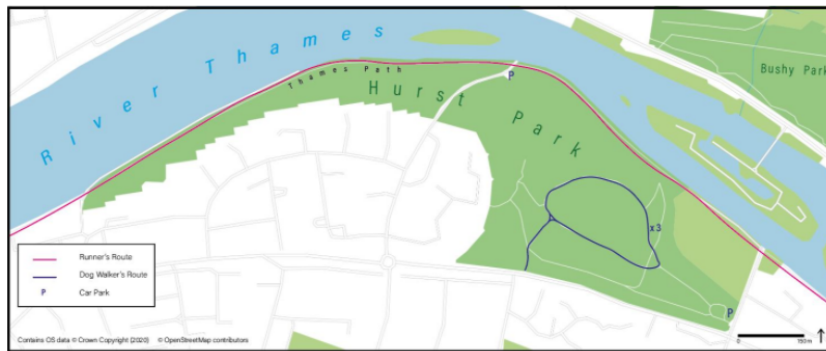 River Thames
Thames Path
Hurst Park
Bushy Park
P
x3
P
Runner's Route
Dog Walker's Route
P Car Park
Contains OS data © Crown Copyright (2020) © OpenStreetMap contributors
0 150m